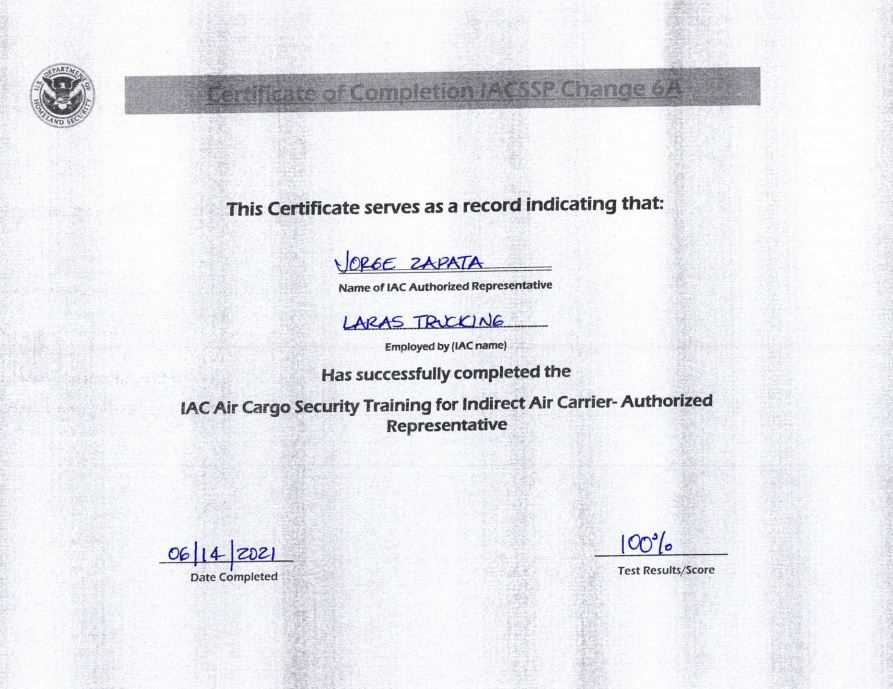 U.S. DEPARTMENT OF HOMELAND SECURITY
Certificate of Completion IACSSP Change 6A
This Certificate serves as a record indicating that:
JORGE ZAPATA
Name of IAC Authorized Representative
LARAS TRUCKING
Employed by (IAC name)
Has successfully completed the
IAC Air Cargo Security Training for Indirect Air Carrier- Authorized
Representative
06/14/2021
Date Completed
100%
Test Results/Score